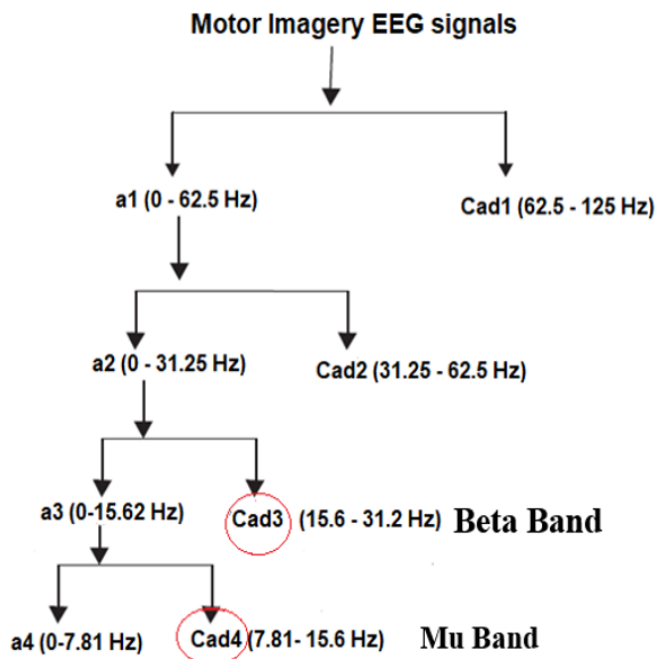 Motor Imagery EEG signals
a1 (0 - 62.5 Hz)
Cad1 (62.5 - 125 Hz)
a2 (0 - 31.25 Hz)
Cad2 (31.25 - 62.5 Hz)
a3 (0-15.62 Hz)
Cad3 (15.6 - 31.2 Hz) Beta Band
a4 (0-7.81 Hz)
Cad4 (7.81- 15.6 Hz) Mu Band